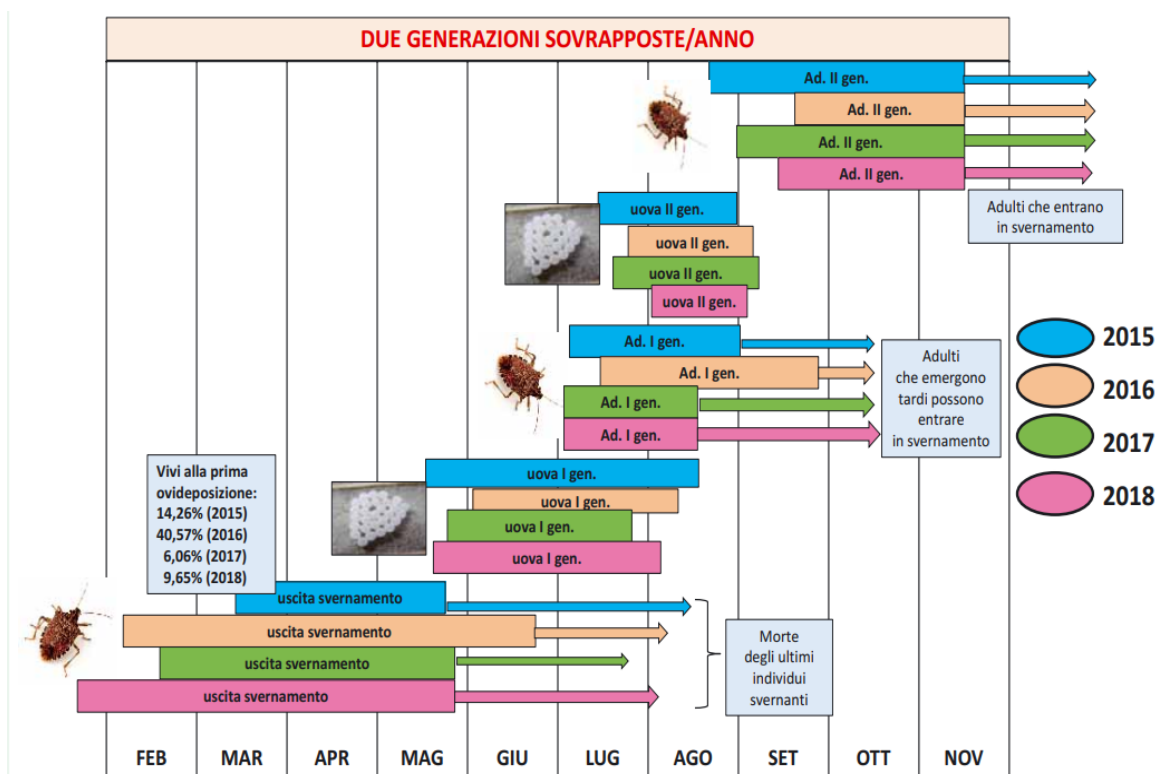 DUE GENERAZIONI SOVRAPPOSTE/ANNO
Ad. II gen.
Ad. II gen.
Ad. II gen.
Ad. II gen.
Adulti che entrano
in svernamento
uova II gen.
uova II gen.
uova II gen.
uova II gen.
Ad. I gen.
Ad. I gen.
Ad. I gen.
Ad. I gen.
Adulti
che emergono
tardi possono
entrare
in svernamento
2015
2016
2017
2018
uova I gen.
uova I gen.
uova I gen.
uova I gen.
Vivi alla prima
ovideposizione:
14,26% (2015)
40,57% (2016)
6,06% (2017)
9,65% (2018)
uscita svernamento
uscita svernamento
uscita svernamento
uscita svernamento
Morte
degli ultimi
individui
svernanti
FEB MAR APR MAG GIU LUG AGO SET OTT NOV